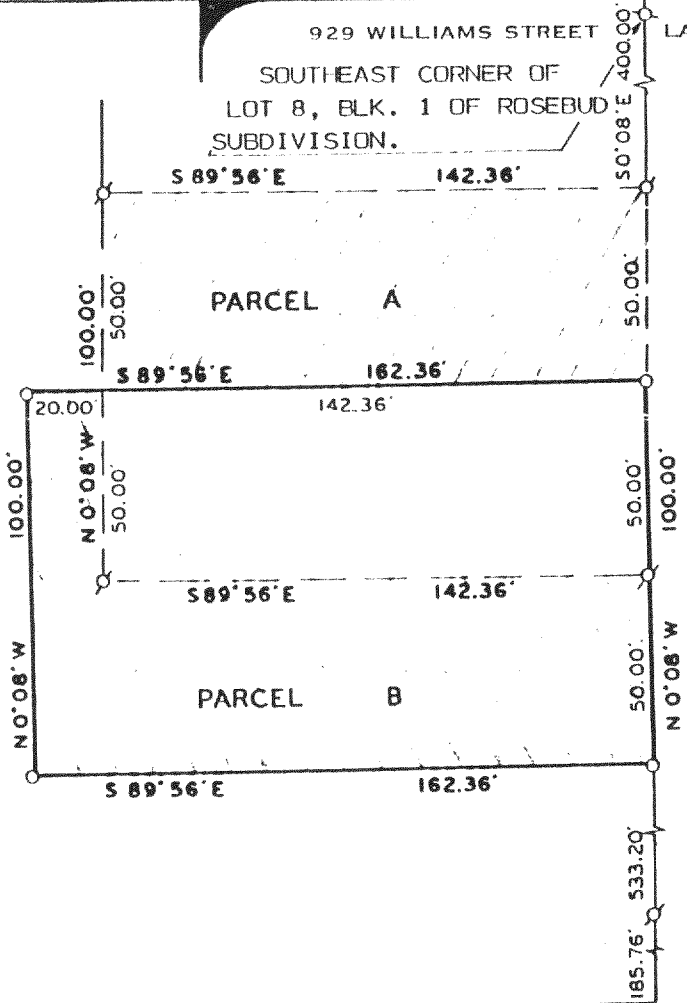 929 WILLIAMS STREET LA
400.00'
SOUTHEAST CORNER OF
LOT 8, BLK. 1 OF ROSEBUD
SUBDIVISION.
S0°08'E
S 89°56'E 142.36'
100.00'
50.00'
PARCEL A
50.00'
S 89°56'E 162.36'
20.00' 142.36'
100.00'
N 0°08'W
50.00'
50.00'
100.00'
S89°56'E 142.36'
N 0°08'W
PARCEL B
50.00'
N 0°08'W
S 89°56'E 162.36'
533.20'
185.76'